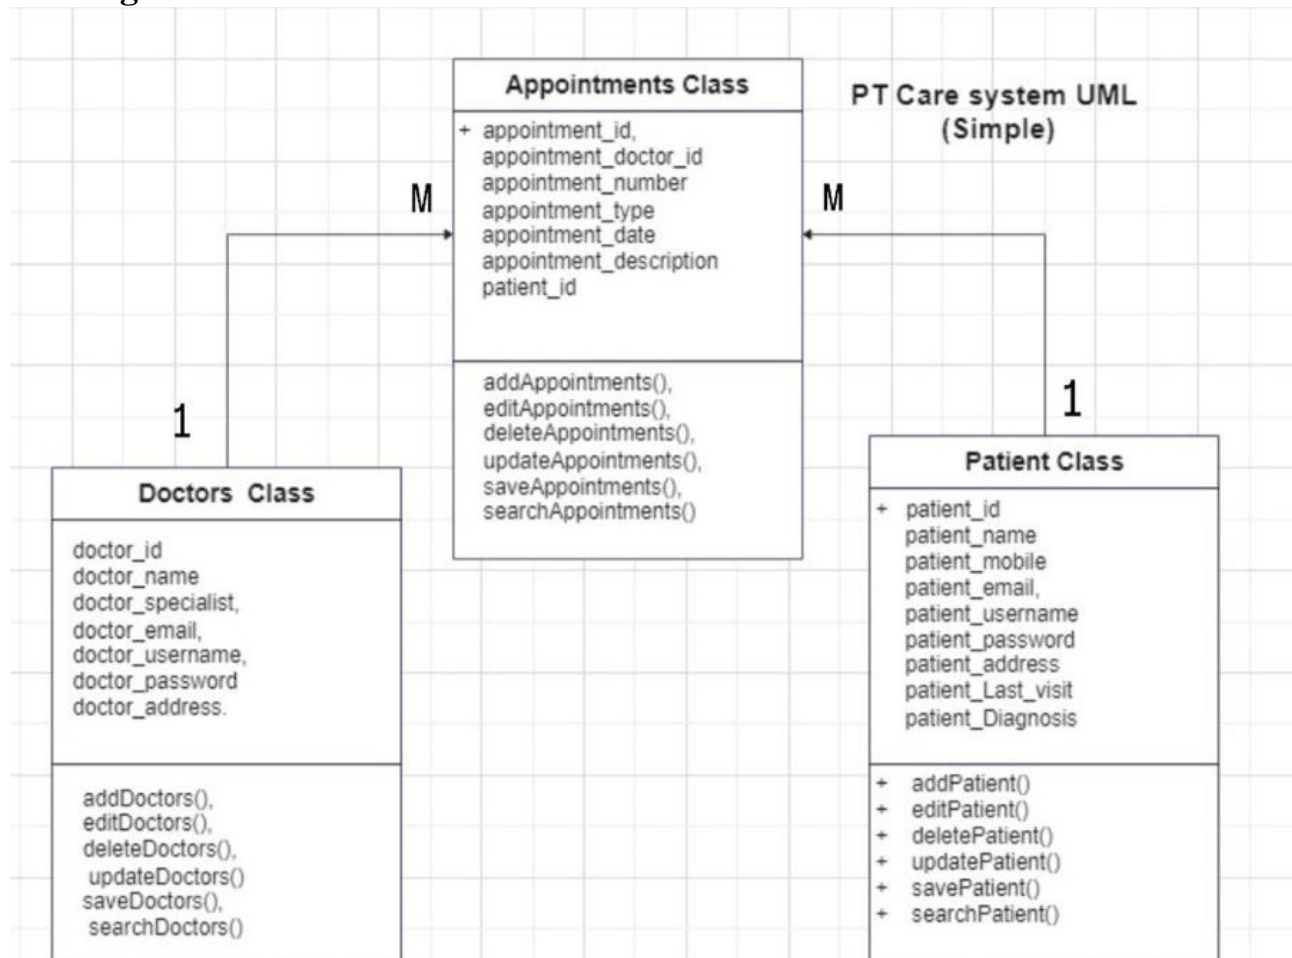 Appointments Class
+ appointment_id,
appointment_doctor_id
appointment_number
appointment_type
appointment_date
appointment_description
patient_id
addAppointments(),
editAppointments(),
deleteAppointments(),
updateAppointments(),
saveAppointments(),
searchAppointments()
PT Care system UML
(Simple)
M
M
1
1
Doctors Class
doctor_id
doctor_name
doctor_specialist,
doctor_email,
doctor_username,
doctor_password
doctor_address.
addDoctors(),
editDoctors(),
deleteDoctors(),
updateDoctors()
saveDoctors(),
searchDoctors()
Patient Class
+ patient_id
patient_name
patient_mobile
patient_email,
patient_username
patient_password
patient_address
patient_Last_visit
patient_Diagnosis
+ addPatient()
+ editPatient()
+ deletePatient()
+ updatePatient()
+ savePatient()
+ searchPatient()